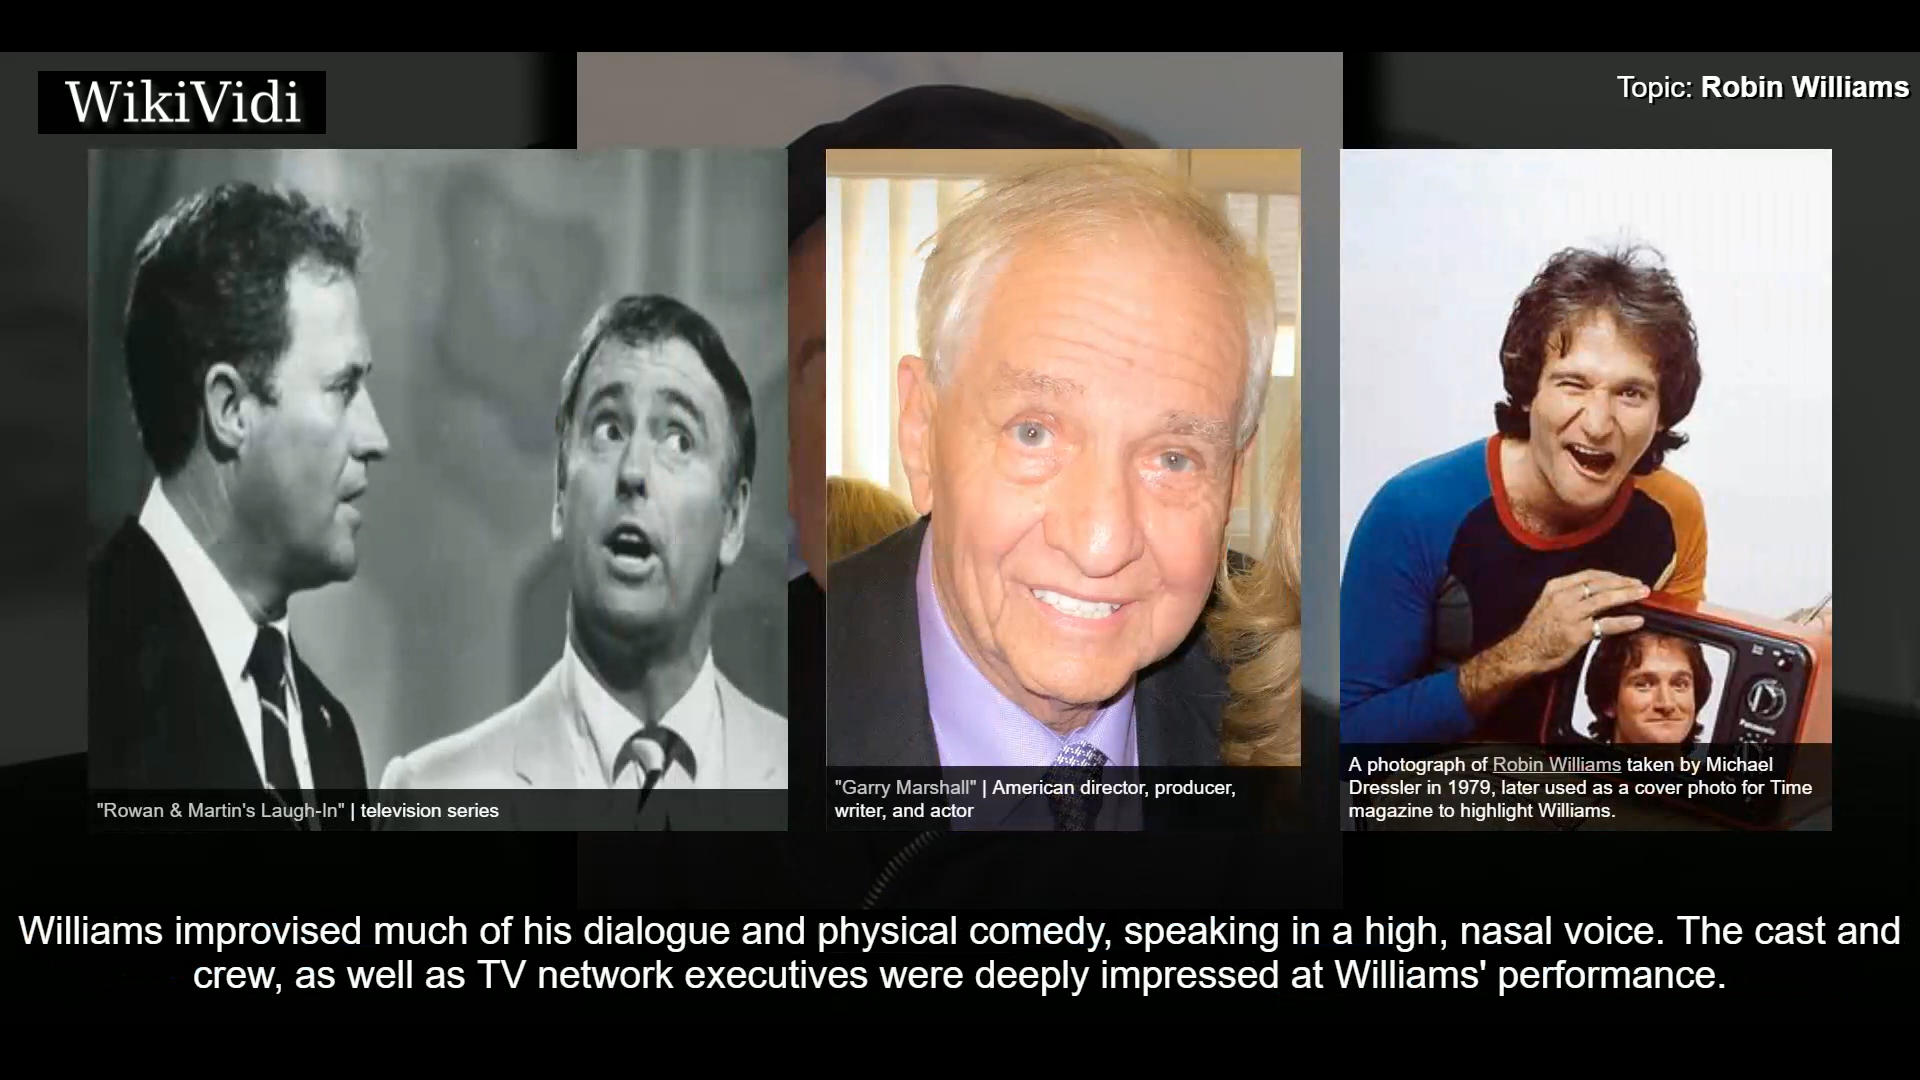 WikiVidi
Topic: Robin Williams
"Rowan & Martin's Laugh-In" | television series
"Garry Marshall" | American director, producer,
writer, and actor
A photograph of Robin Williams taken by Michael
Dressler in 1979, later used as a cover photo for Time
magazine to highlight Williams.
Panasonic
Williams improvised much of his dialogue and physical comedy, speaking in a high, nasal voice. The cast and
crew, as well as TV network executives were deeply impressed at Williams' performance.